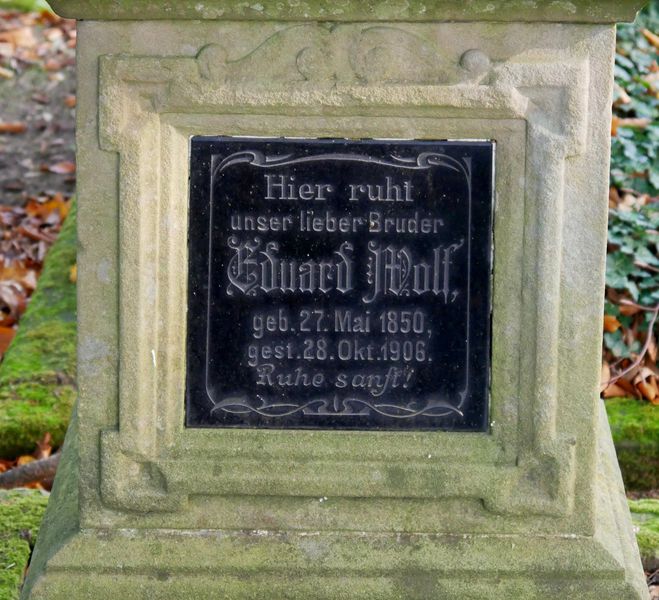 Hier ruht
unser lieber Bruder
Eduard Wolf,
geb. 27. Mai 1850,
gest. 28. Okt. 1906.
Ruhe sanft!